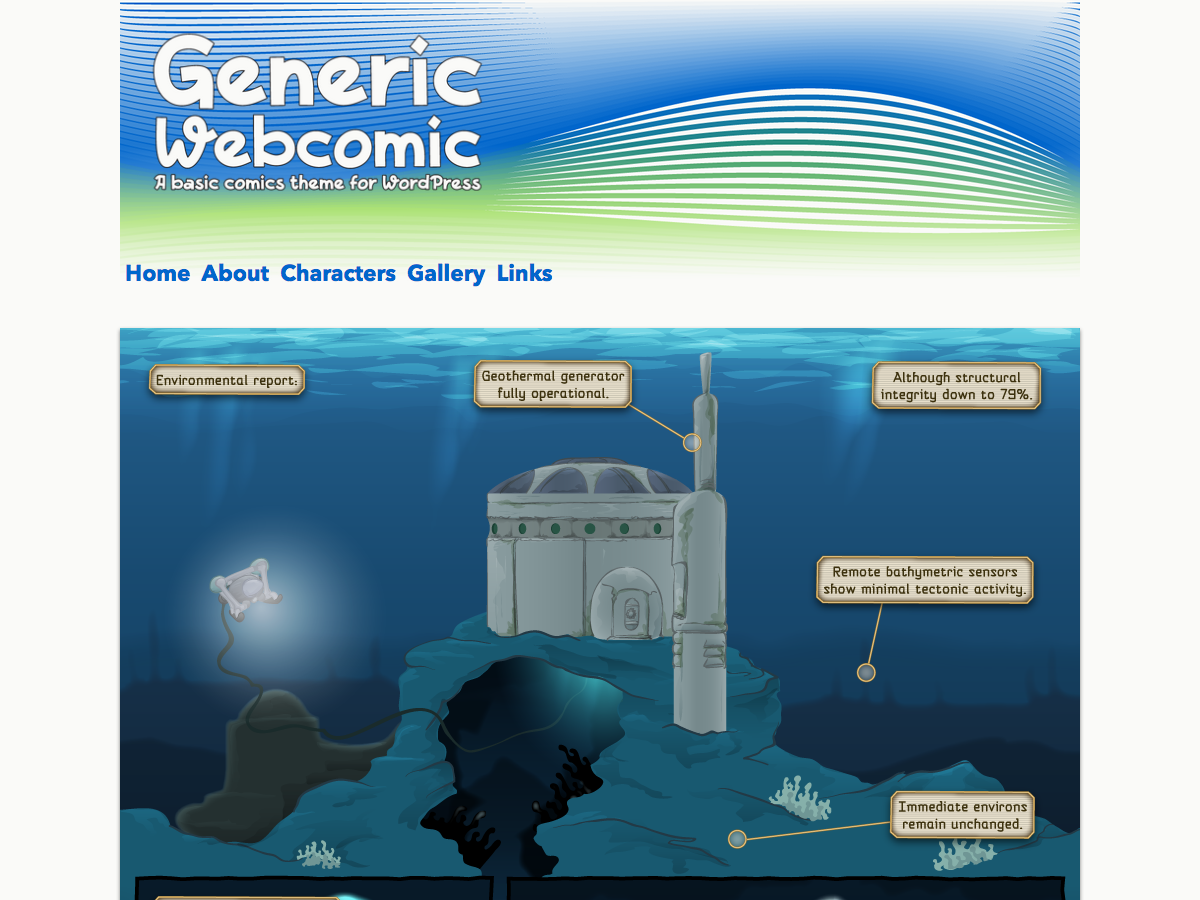 Generic
Webcomic
A basic comics theme for WordPress
Home About Characters Gallery Links
Environmental report:
Geothermal generator
fully operational.
Although structural
integrity down to 79%.
Remote bathymetric sensors
show minimal tectonic activity.
Immediate environs
remain unchanged.